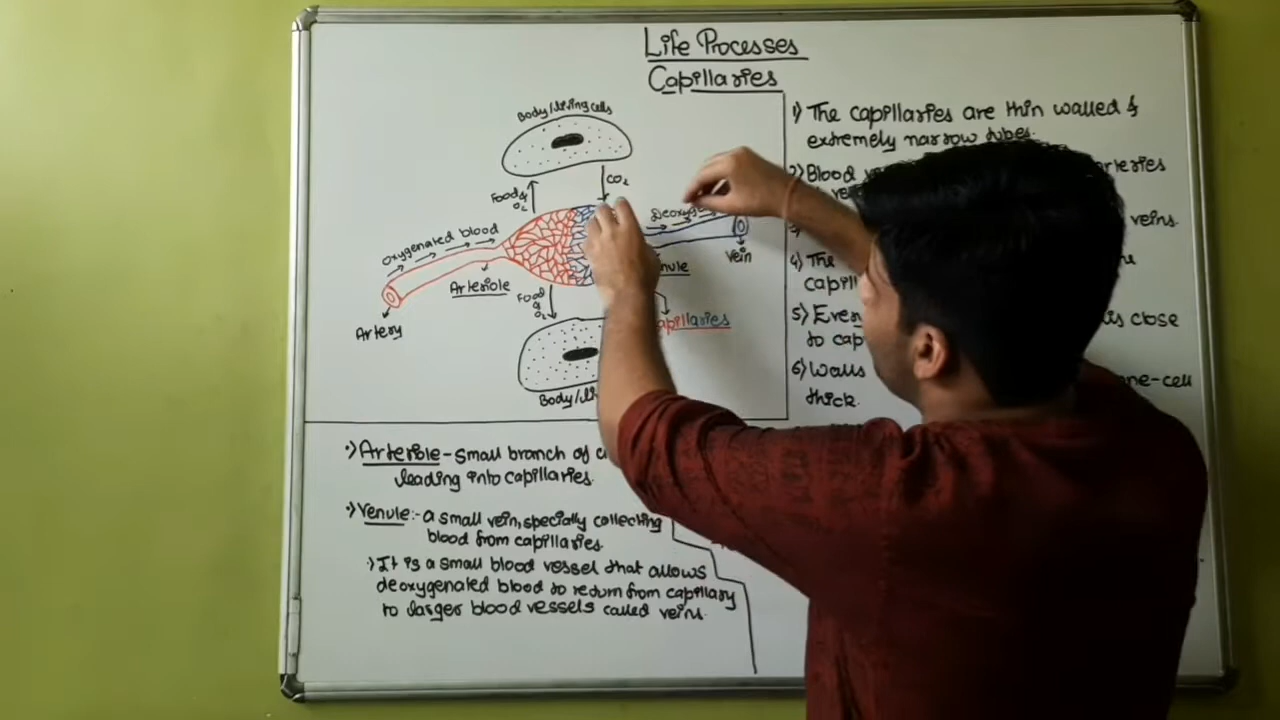 Life Processes
Capillaries
Body/living cells
Food &
O₂
CO₂
Oxygenated blood
Deoxyge
Vein
nule
Arteriole
Food
&
O₂
Artery
apillaries
Body/li
1) The capillaries are thin walled &
extremely narrow tubes.
2) Blood arteries
veins.
4) The
capill
5) Ever is close
to cap
6) Walls one-cell
thick.
•) Arteriole - small branch of
leading into capillaries.
•) Venule:- a small vein, specially collecting
blood from capillaries.
•) It is a small blood vessel that allows
deoxygenated blood to return from capillary
to larger blood vessels called veins.